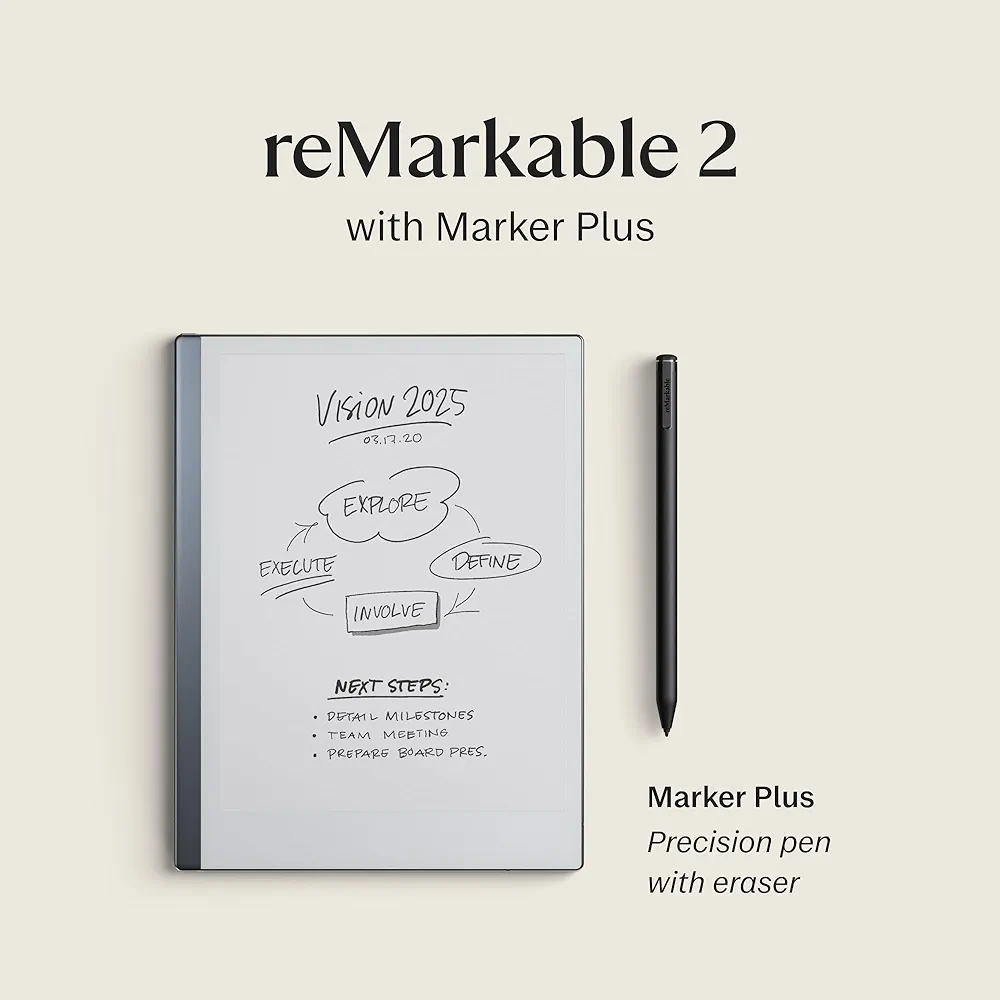 reMarkable 2
with Marker Plus
Vision 2025
03.17.20
EXPLORE
EXECUTE
DEFINE
INVOLVE
NEXT STEPS:
• DETAIL MILESTONES
• TEAM MEETING
• PREPARE BOARD PRES.
reMarkable
Marker Plus
Precision pen
with eraser